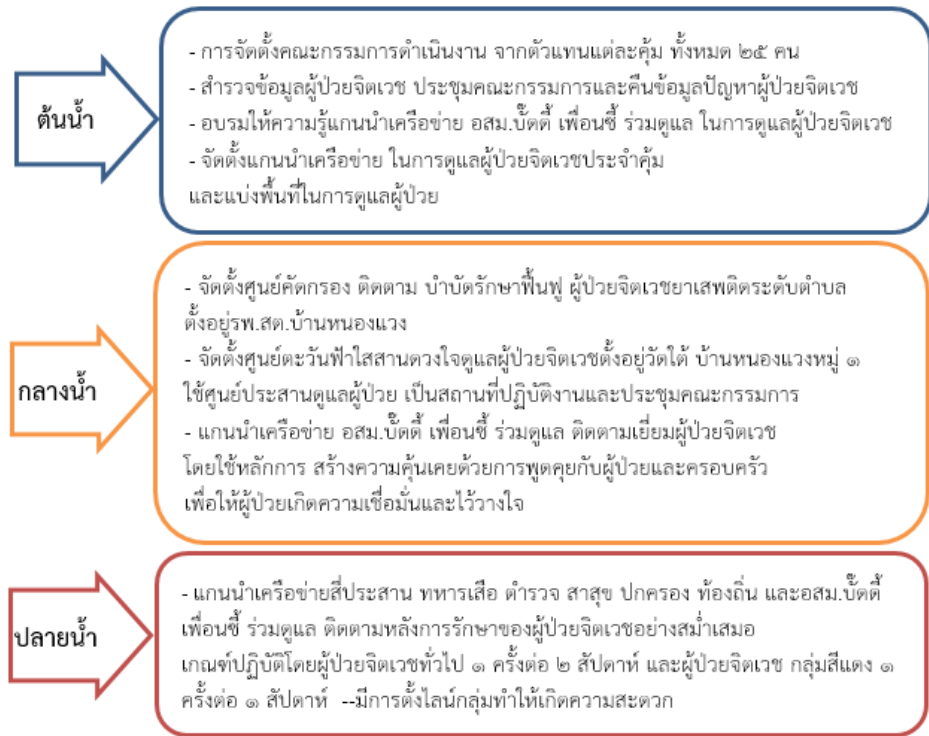 ต้นน้ำ
- การจัดตั้งคณะกรรมการดำเนินงาน จากตัวแทนแต่ละคุ้ม ทั้งหมด ๒๕ คน
- สำรวจข้อมูลผู้ป่วยจิตเวช ประชุมคณะกรรมการและคืนข้อมูลปัญหาผู้ป่วยจิตเวช
- อบรมให้ความรู้แกนนำเครือข่าย อสม.บั๊ดดี้ เพื่อนซี้ ร่วมดูแล ในการดูแลผู้ป่วยจิตเวช
- จัดตั้งแกนนำเครือข่าย ในการดูแลผู้ป่วยจิตเวชประจำคุ้ม
และแบ่งพื้นที่ในการดูแลผู้ป่วย
กลางน้ำ
- จัดตั้งศูนย์คัดกรอง ติดตาม บำบัดรักษาฟื้นฟู ผู้ป่วยจิตเวชยาเสพติดระดับตำบล
ตั้งอยู่รพ.สต.บ้านหนองแวง
- จัดตั้งศูนย์ตะวันฟ้าใสสานดวงใจดูแลผู้ป่วยจิตเวชตั้งอยู่วัดใต้ บ้านหนองแวงหมู่ ๑
ใช้ศูนย์ประสานดูแลผู้ป่วย เป็นสถานที่ปฏิบัติงานและประชุมคณะกรรมการ
- แกนนำเครือข่าย อสม.บั๊ดดี้ เพื่อนซี้ ร่วมดูแล ติดตามเยี่ยมผู้ป่วยจิตเวช
โดยใช้หลักการ สร้างความคุ้นเคยด้วยการพูดคุยกับผู้ป่วยและครอบครัว
เพื่อให้ผู้ป่วยเกิดความเชื่อมั่นและไว้วางใจ
ปลายน้ำ
- แกนนำเครือข่ายสี่ประสาน ทหารเสือ ตำรวจ สาสุข ปกครอง ท้องถิ่น และอสม.บั๊ดดี้
เพื่อนซี้ ร่วมดูแล ติดตามหลังการรักษาของผู้ป่วยจิตเวชอย่างสม่ำเสมอ
เกณฑ์ปฏิบัติโดยผู้ป่วยจิตเวชทั่วไป ๑ ครั้งต่อ ๒ สัปดาห์ และผู้ป่วยจิตเวช กลุ่มสีแดง ๑
ครั้งต่อ ๑ สัปดาห์ --มีการตั้งไลน์กลุ่มทำให้เกิดความสะดวก